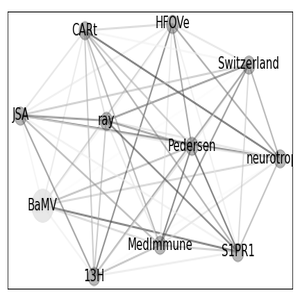 HFOVe
CARt
Switzerland
JSA
ray
Pedersen
neurotrop
BaMV
MedImmune
S1PR1
13H